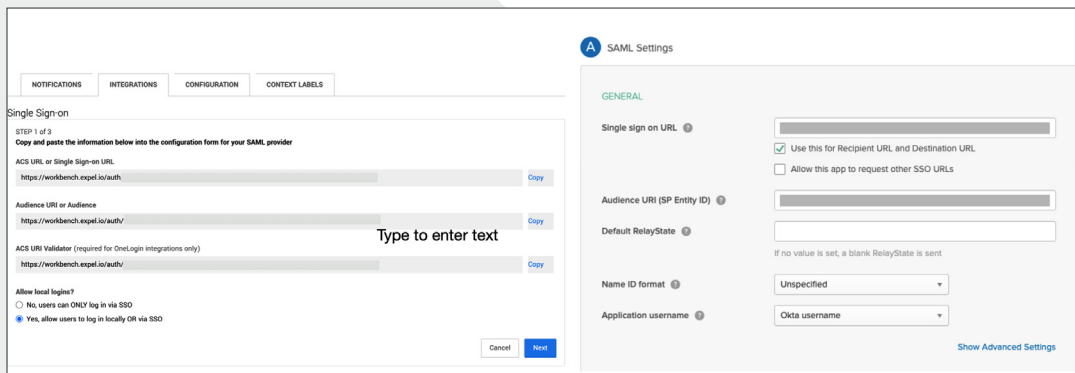 NOTIFICATIONS INTEGRATIONS CONFIGURATION CONTEXT LABELS
Single Sign-on
STEP 1 of 3
Copy and paste the information below into the configuration form for your SAML provider
ACS URL or Single Sign-on URL
https://workbench.expel.io/auth Copy
Audience URI or Audience
https://workbench.expel.io/auth/ Copy
Type to enter text
ACS URI Validator (required for OneLogin integrations only)
https://workbench.expel.io/auth/ Copy
Allow local logins?
No, users can ONLY log in via SSO
Yes, allow users to log in locally OR via SSO
Cancel Next
A SAML Settings
GENERAL
Single sign on URL ?
Use this for Recipient URL and Destination URL
Allow this app to request other SSO URLs
Audience URI (SP Entity ID) ?
Default RelayState ?
If no value is set, a blank RelayState is sent
Name ID format ? Unspecified
Application username ? Okta username
Show Advanced Settings